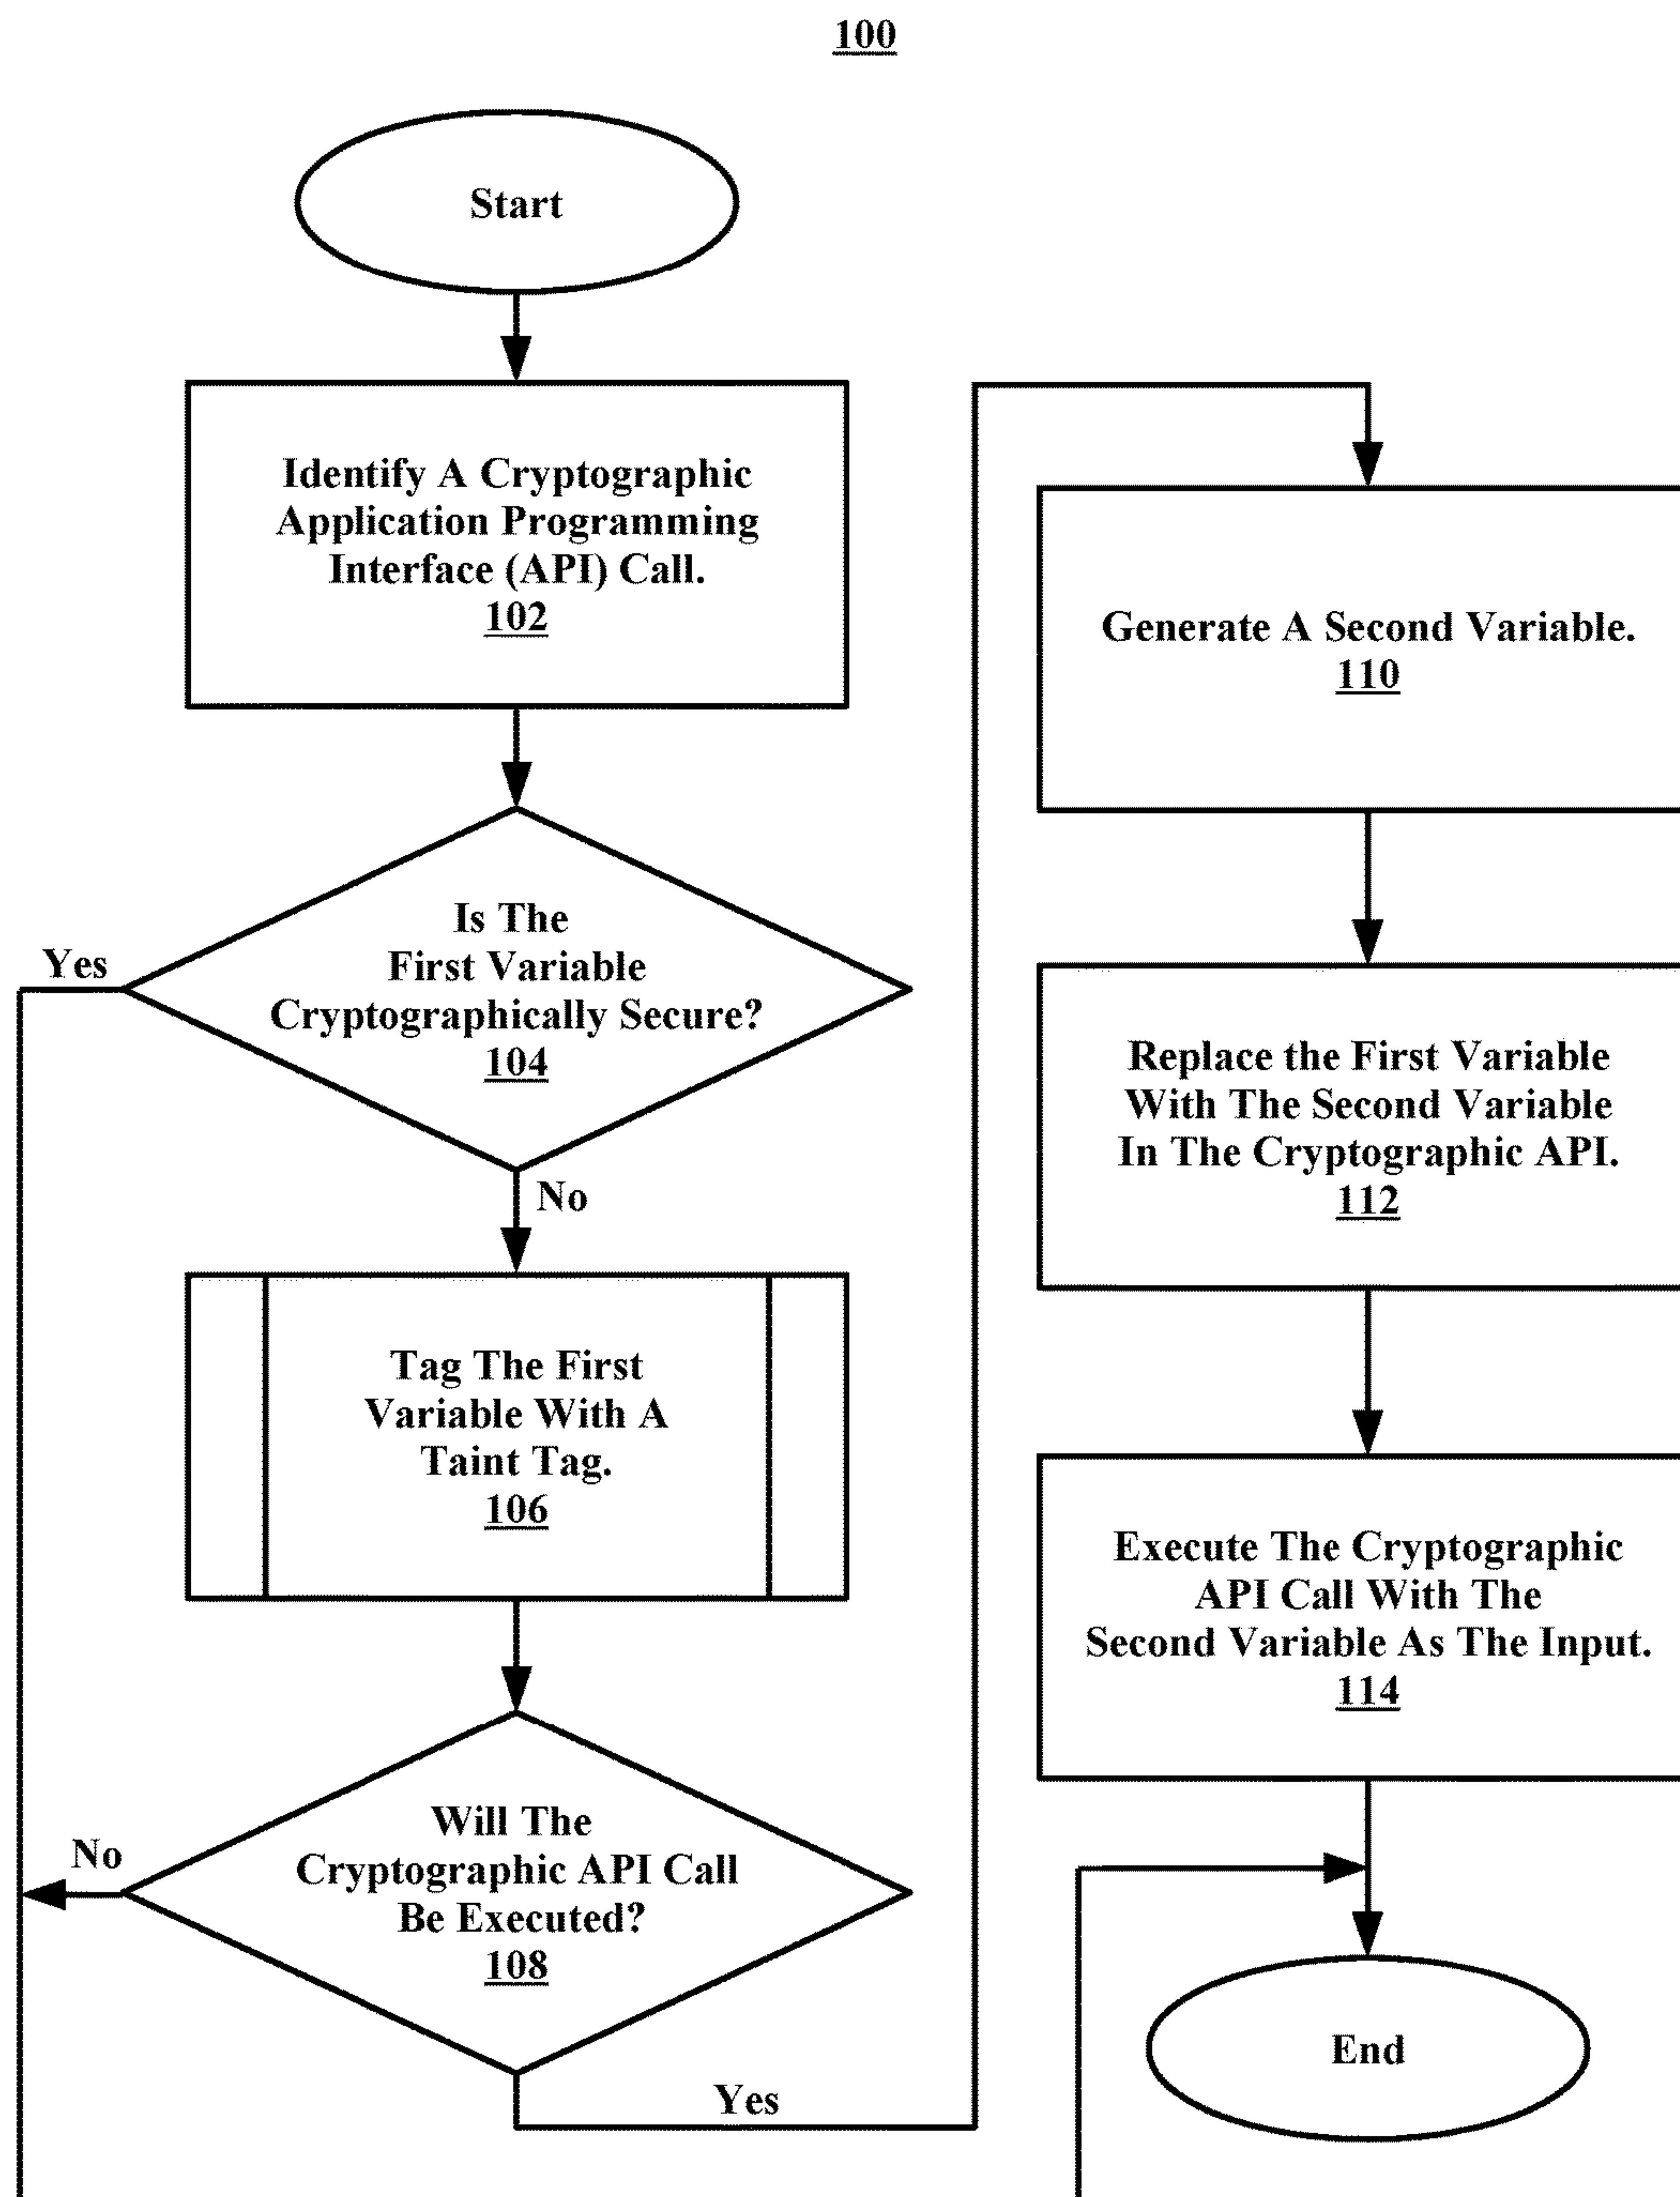 100
Start
Identify A Cryptographic
Application Programming
Interface (API) Call.
102
Is The
First Variable
Cryptographically Secure?
104
Yes
No
Tag The First
Variable With A
Taint Tag.
106
Will The
Cryptographic API Call
Be Executed?
108
No
Yes
Generate A Second Variable.
110
Replace the First Variable
With The Second Variable
In The Cryptographic API.
112
Execute The Cryptographic
API Call With The
Second Variable As The Input.
114
End